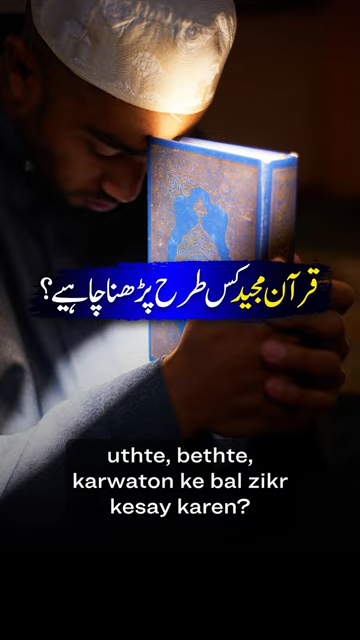 قرآن مجید کس طرح پڑھنا چاہیے؟
uthte, bethte,
karwaton ke bal zikr
kesay karen?